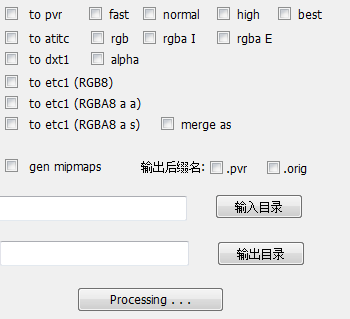 to pvr fast normal high best
to atitc rgb rgba I rgba E
to dxt1 alpha
to etc1 (RGB8)
to etc1 (RGBA8 a a)
to etc1 (RGBA8 a s) merge as
gen mipmaps 输出后缀名: .pvr .orig
输入目录
输出目录
Processing . . .